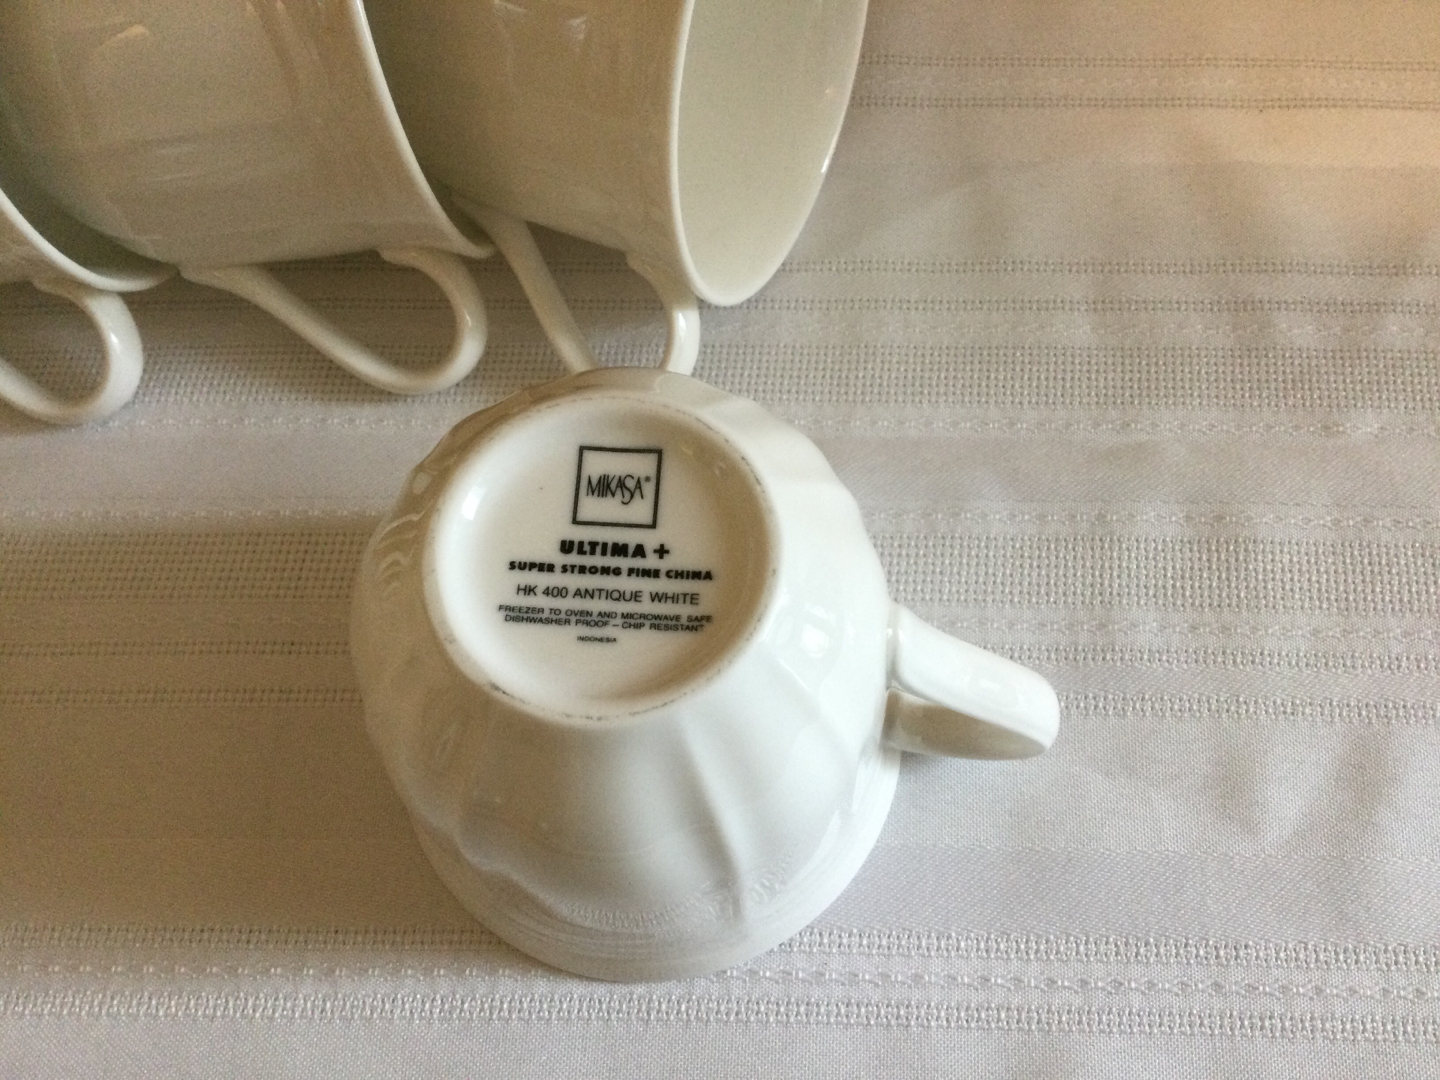 MIKASA®
ULTIMA +
SUPER STRONG FINE CHINA
HK 400 ANTIQUE WHITE
FREEZER TO OVEN AND MICROWAVE SAFE
DISHWASHER PROOF – CHIP RESISTANT
INDONESIA